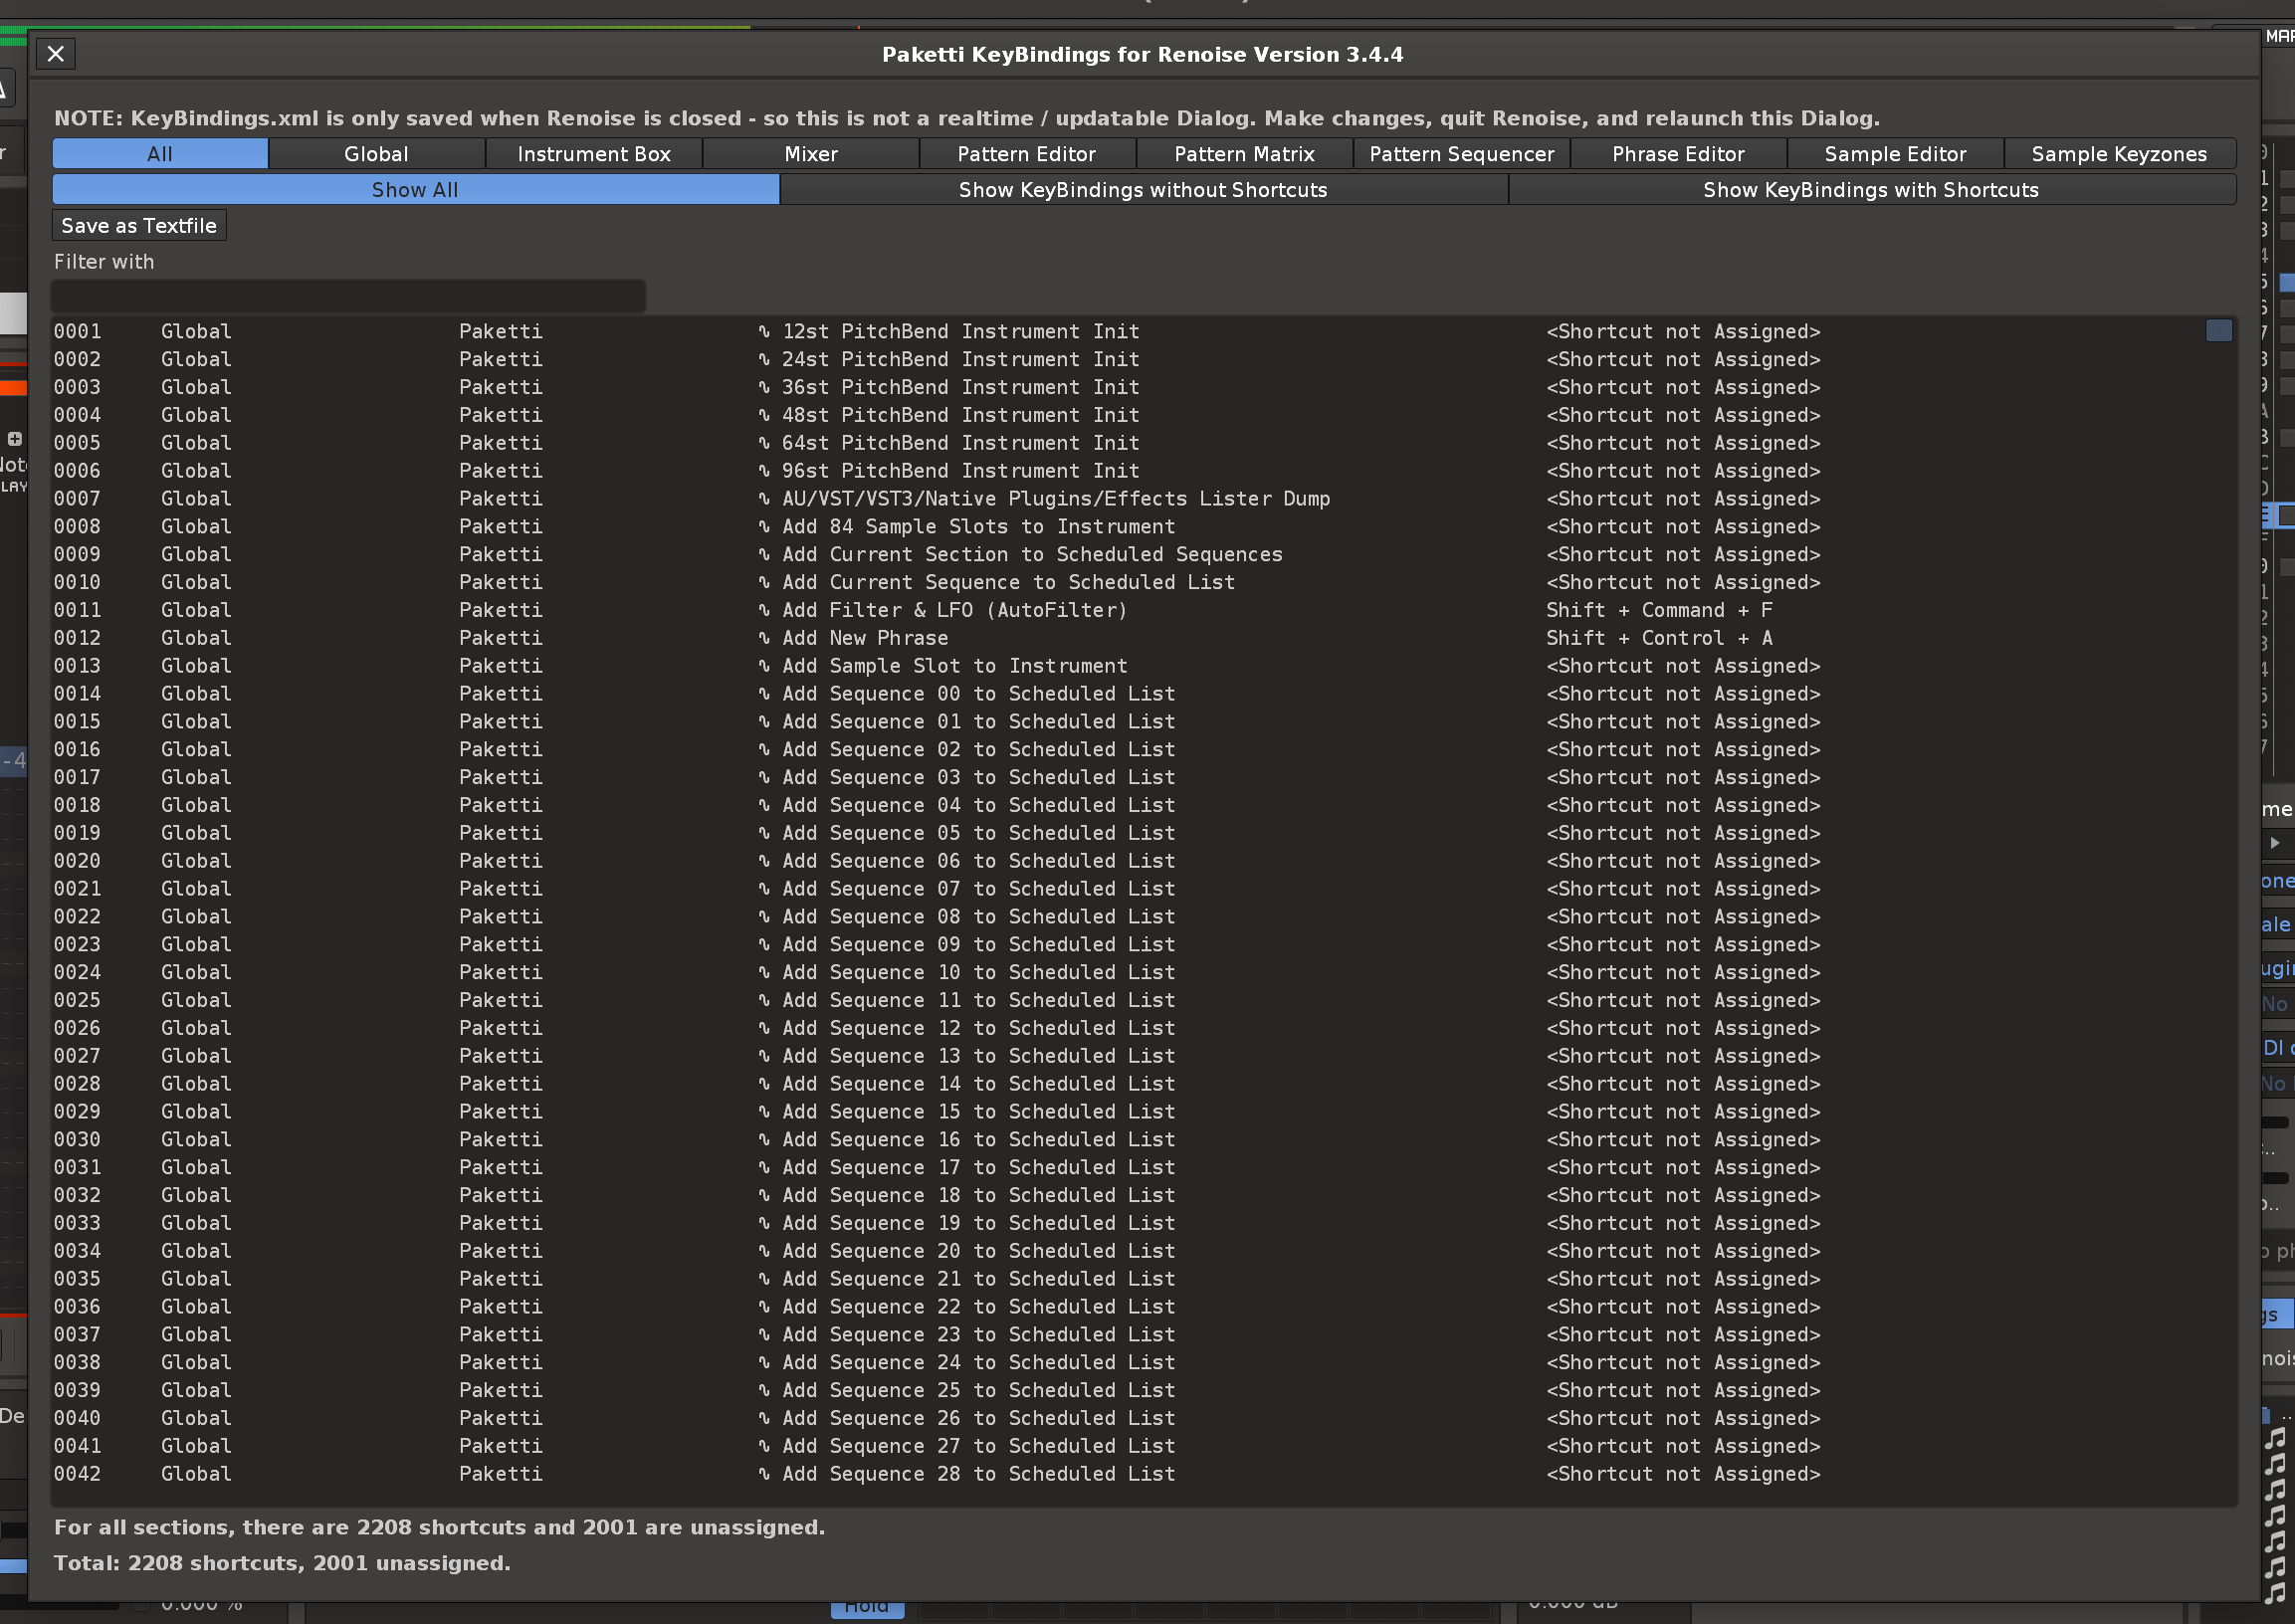 Paketti KeyBindings for Renoise Version 3.4.4
NOTE: KeyBindings.xml is only saved when Renoise is closed - so this is not a realtime / updatable Dialog. Make changes, quit Renoise, and relaunch this Dialog.
All Global Instrument Box Mixer Pattern Editor Pattern Matrix Pattern Sequencer Phrase Editor Sample Editor Sample Keyzones
Show All Show KeyBindings without Shortcuts Show KeyBindings with Shortcuts
Save as Textfile
Filter with
0001 Global Paketti ∿ 12st PitchBend Instrument Init <Shortcut not Assigned>
0002 Global Paketti ∿ 24st PitchBend Instrument Init <Shortcut not Assigned>
0003 Global Paketti ∿ 36st PitchBend Instrument Init <Shortcut not Assigned>
0004 Global Paketti ∿ 48st PitchBend Instrument Init <Shortcut not Assigned>
0005 Global Paketti ∿ 64st PitchBend Instrument Init <Shortcut not Assigned>
0006 Global Paketti ∿ 96st PitchBend Instrument Init <Shortcut not Assigned>
0007 Global Paketti ∿ AU/VST/VST3/Native Plugins/Effects Lister Dump <Shortcut not Assigned>
0008 Global Paketti ∿ Add 84 Sample Slots to Instrument <Shortcut not Assigned>
0009 Global Paketti ∿ Add Current Section to Scheduled Sequences <Shortcut not Assigned>
0010 Global Paketti ∿ Add Current Sequence to Scheduled List <Shortcut not Assigned>
0011 Global Paketti ∿ Add Filter & LFO (AutoFilter) Shift + Command + F
0012 Global Paketti ∿ Add New Phrase Shift + Control + A
0013 Global Paketti ∿ Add Sample Slot to Instrument <Shortcut not Assigned>
0014 Global Paketti ∿ Add Sequence 00 to Scheduled List <Shortcut not Assigned>
0015 Global Paketti ∿ Add Sequence 01 to Scheduled List <Shortcut not Assigned>
0016 Global Paketti ∿ Add Sequence 02 to Scheduled List <Shortcut not Assigned>
0017 Global Paketti ∿ Add Sequence 03 to Scheduled List <Shortcut not Assigned>
0018 Global Paketti ∿ Add Sequence 04 to Scheduled List <Shortcut not Assigned>
0019 Global Paketti ∿ Add Sequence 05 to Scheduled List <Shortcut not Assigned>
0020 Global Paketti ∿ Add Sequence 06 to Scheduled List <Shortcut not Assigned>
0021 Global Paketti ∿ Add Sequence 07 to Scheduled List <Shortcut not Assigned>
0022 Global Paketti ∿ Add Sequence 08 to Scheduled List <Shortcut not Assigned>
0023 Global Paketti ∿ Add Sequence 09 to Scheduled List <Shortcut not Assigned>
0024 Global Paketti ∿ Add Sequence 10 to Scheduled List <Shortcut not Assigned>
0025 Global Paketti ∿ Add Sequence 11 to Scheduled List <Shortcut not Assigned>
0026 Global Paketti ∿ Add Sequence 12 to Scheduled List <Shortcut not Assigned>
0027 Global Paketti ∿ Add Sequence 13 to Scheduled List <Shortcut not Assigned>
0028 Global Paketti ∿ Add Sequence 14 to Scheduled List <Shortcut not Assigned>
0029 Global Paketti ∿ Add Sequence 15 to Scheduled List <Shortcut not Assigned>
0030 Global Paketti ∿ Add Sequence 16 to Scheduled List <Shortcut not Assigned>
0031 Global Paketti ∿ Add Sequence 17 to Scheduled List <Shortcut not Assigned>
0032 Global Paketti ∿ Add Sequence 18 to Scheduled List <Shortcut not Assigned>
0033 Global Paketti ∿ Add Sequence 19 to Scheduled List <Shortcut not Assigned>
0034 Global Paketti ∿ Add Sequence 20 to Scheduled List <Shortcut not Assigned>
0035 Global Paketti ∿ Add Sequence 21 to Scheduled List <Shortcut not Assigned>
0036 Global Paketti ∿ Add Sequence 22 to Scheduled List <Shortcut not Assigned>
0037 Global Paketti ∿ Add Sequence 23 to Scheduled List <Shortcut not Assigned>
0038 Global Paketti ∿ Add Sequence 24 to Scheduled List <Shortcut not Assigned>
0039 Global Paketti ∿ Add Sequence 25 to Scheduled List <Shortcut not Assigned>
0040 Global Paketti ∿ Add Sequence 26 to Scheduled List <Shortcut not Assigned>
0041 Global Paketti ∿ Add Sequence 27 to Scheduled List <Shortcut not Assigned>
0042 Global Paketti ∿ Add Sequence 28 to Scheduled List <Shortcut not Assigned>
For all sections, there are 2208 shortcuts and 2001 are unassigned.
Total: 2208 shortcuts, 2001 unassigned.
Hold